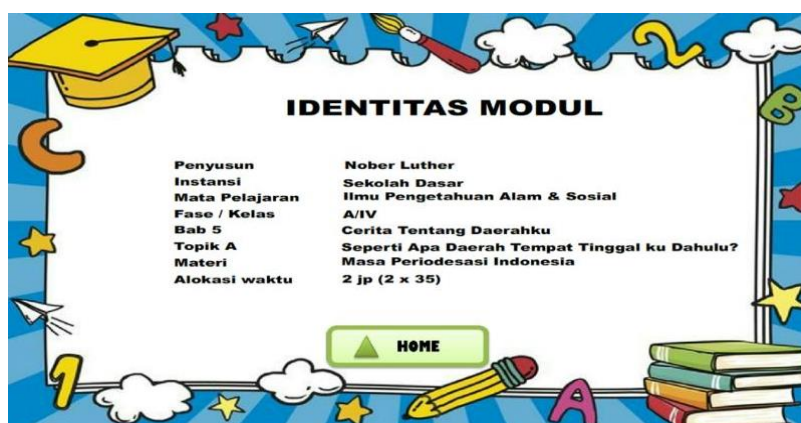 IDENTITAS MODUL
Penyusun Nober Luther
Instansi Sekolah Dasar
Mata Pelajaran Ilmu Pengetahuan Alam & Sosial
Fase / Kelas A/IV
Bab 5 Cerita Tentang Daerahku
Topik A Seperti Apa Daerah Tempat Tinggal ku Dahulu?
Materi Masa Periodesasi Indonesia
Alokasi waktu 2 jp (2 x 35)
HOME
C
2
B
1
A